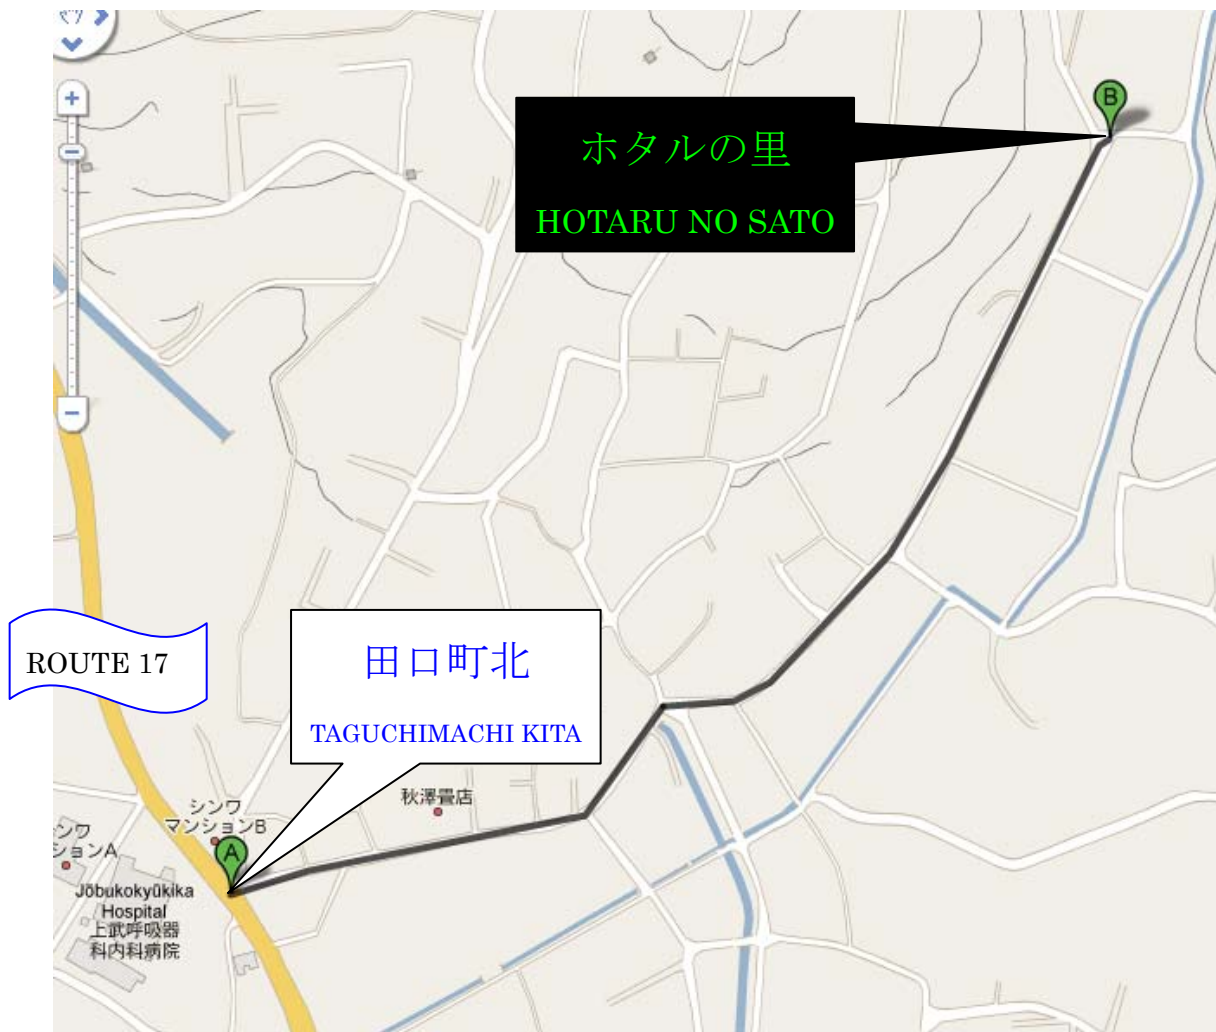 B
ホタルの里
HOTARU NO SATO
ROUTE 17
田口町北
TAGUCHIMACHI KITA
秋澤畳店
シンワ
マンションB
ンワ
ションA
A
Jōbukokyūkika
Hospital
上武呼吸器
科内科病院